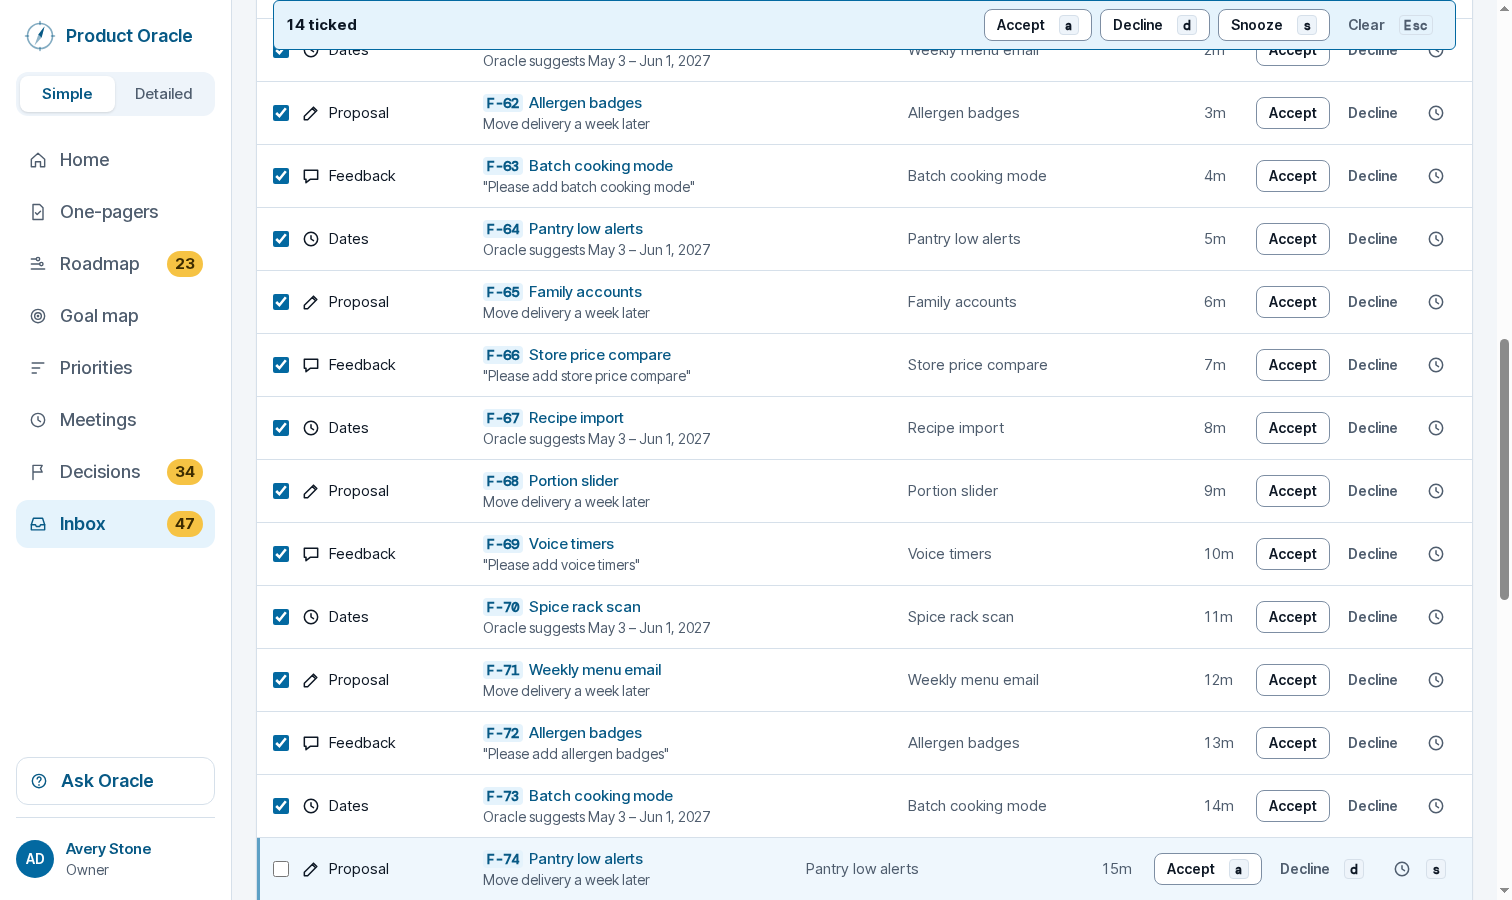 Product Oracle
Simple Detailed
Home
One-pagers
Roadmap 23
Goal map
Priorities
Meetings
Decisions 34
Inbox 47
Ask Oracle
AD Avery Stone
Owner
14 ticked Accept a Decline d Snooze s Clear Esc
Dates Weekly menu email 2m Accept Decline
Oracle suggests May 3 – Jun 1, 2027
Proposal F-62 Allergen badges Allergen badges 3m Accept Decline
Move delivery a week later
Feedback F-63 Batch cooking mode Batch cooking mode 4m Accept Decline
"Please add batch cooking mode"
Dates F-64 Pantry low alerts Pantry low alerts 5m Accept Decline
Oracle suggests May 3 – Jun 1, 2027
Proposal F-65 Family accounts Family accounts 6m Accept Decline
Move delivery a week later
Feedback F-66 Store price compare Store price compare 7m Accept Decline
"Please add store price compare"
Dates F-67 Recipe import Recipe import 8m Accept Decline
Oracle suggests May 3 – Jun 1, 2027
Proposal F-68 Portion slider Portion slider 9m Accept Decline
Move delivery a week later
Feedback F-69 Voice timers Voice timers 10m Accept Decline
"Please add voice timers"
Dates F-70 Spice rack scan Spice rack scan 11m Accept Decline
Oracle suggests May 3 – Jun 1, 2027
Proposal F-71 Weekly menu email Weekly menu email 12m Accept Decline
Move delivery a week later
Feedback F-72 Allergen badges Allergen badges 13m Accept Decline
"Please add allergen badges"
Dates F-73 Batch cooking mode Batch cooking mode 14m Accept Decline
Oracle suggests May 3 – Jun 1, 2027
Proposal F-74 Pantry low alerts Pantry low alerts 15m Accept a Decline d s
Move delivery a week later